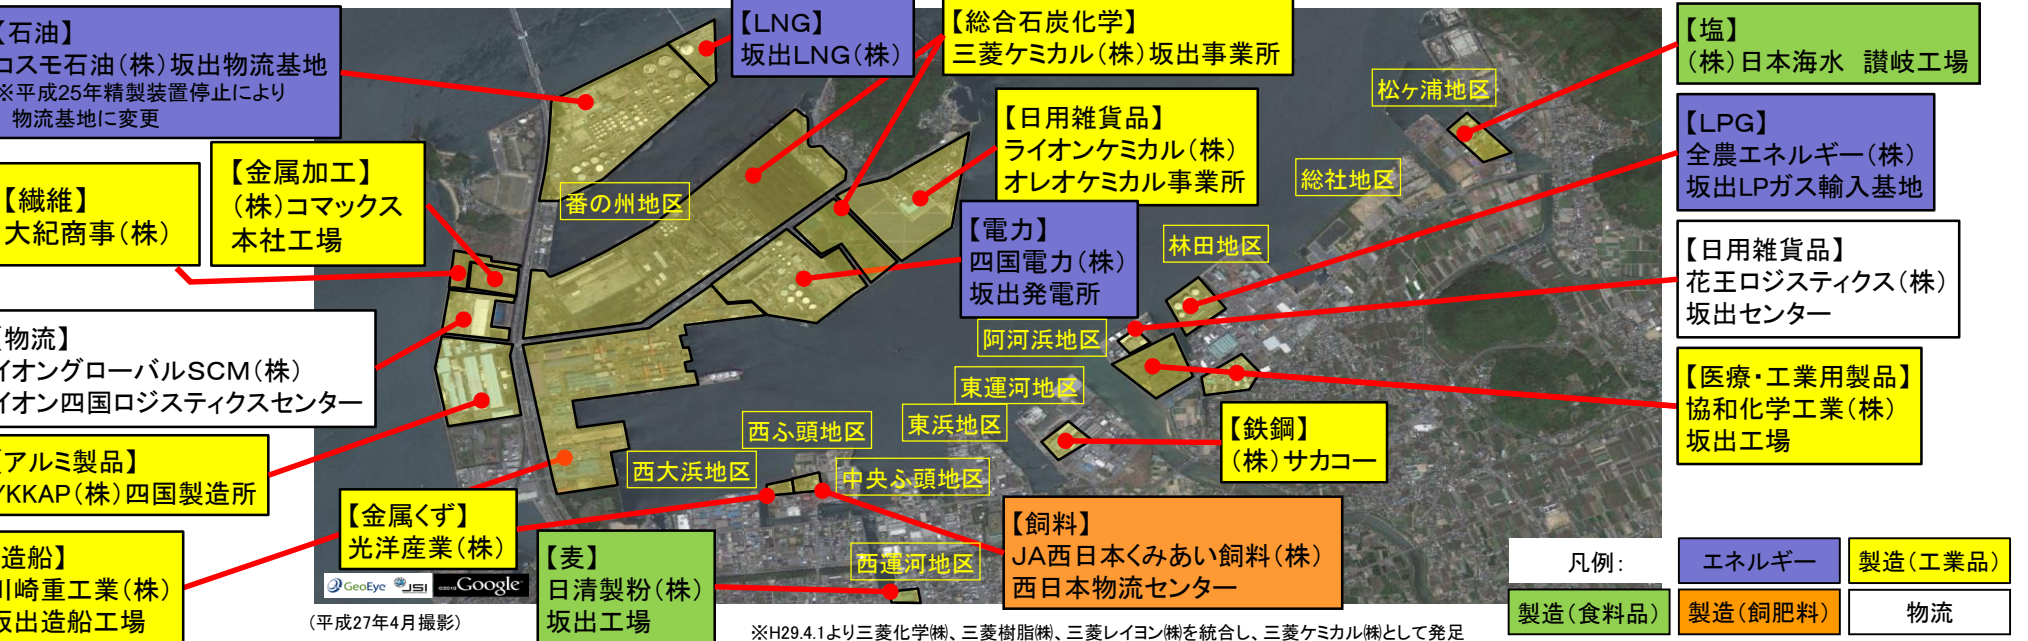 【石油】
コスモ石油(株)坂出物流基地
※平成25年精製装置停止により
物流基地に変更
【LNG】
坂出LNG(株)
【総合石炭化学】
三菱ケミカル(株)坂出事業所
【塩】
(株)日本海水 讃岐工場
松ヶ浦地区
【LPG】
全農エネルギー(株)
坂出LPガス輸入基地
【日用雑貨品】
ライオンケミカル(株)
オレオケミカル事業所
総社地区
【繊維】
大紀商事(株)
【金属加工】
(株)コマックス
本社工場
番の州地区
【電力】
四国電力(株)
坂出発電所
林田地区
【日用雑貨品】
花王ロジスティクス(株)
坂出センター
【物流】
イオングローバルSCM(株)
イオン四国ロジスティクスセンター
阿河浜地区
東運河地区
東浜地区
【医療・工業用製品】
協和化学工業(株)
坂出工場
【鉄鋼】
(株)サカコー
西ふ頭地区
西大浜地区
中央ふ頭地区
【アルミ製品】
YKKAP(株)四国製造所
【金属くず】
光洋産業(株)
【造船】
川崎重工業(株)
坂出造船工場
【麦】
日清製粉(株)
坂出工場
西運河地区
【飼料】
JA西日本くみあい飼料(株)
西日本物流センター
GeoEye JSI ©2010 Google
(平成27年4月撮影)
※H29.4.1より三菱化学㈱、三菱樹脂㈱、三菱レイヨン㈱を統合し、三菱ケミカル㈱として発足
凡例:
エネルギー
製造(工業品)
製造(食料品)
製造(飼肥料)
物流